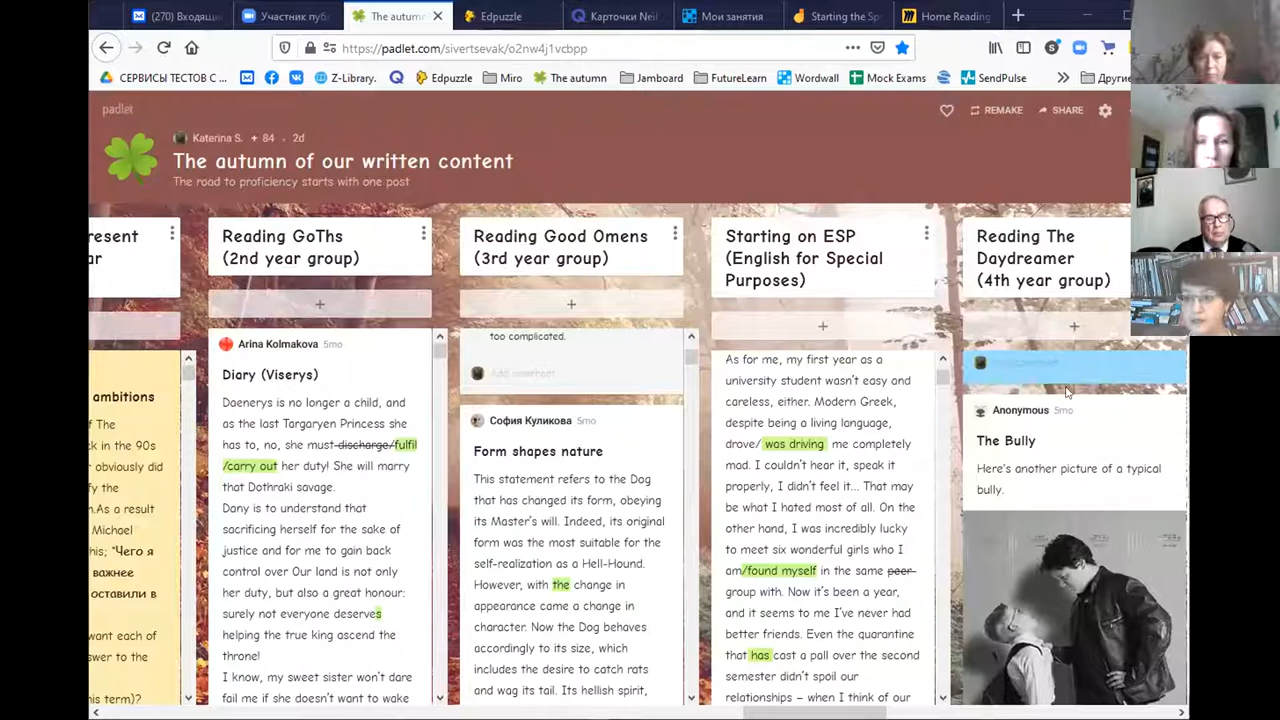 (270) Входящи
Участник публ
The autumn
Edpuzzle
Карточки Neil
Мои занятия
Starting the Sp
Home Reading
https://padlet.com/sivertsevak/o2nw4j1vcbpp
СЕРВИСЫ ТЕСТОВ С ...
Z-Library.
Edpuzzle
Miro
The autumn
Jamboard
FutureLearn
Wordwall
Mock Exams
SendPulse
Другие
padlet
REMAKE
SHARE
Katerina S. + 84 . 2d
The autumn of our written content
The road to proficiency starts with one post
resent
ar
ambitions
of The
ck in the 90s
r obviously did
fy the
n.As a result
Michael
his; "Чего я
важнее
оставили в
want each of
swer to the
his term)?
Reading GoThs
(2nd year group)
+
Arina Kolmakova 5mo
Diary (Viserys)
Daenerys is no longer a child, and
as the last Targaryen Princess she
has to, no, she must discharge/fulfil
/carry out her duty! She will marry
that Dothraki savage.
Dany is to understand that
sacrificing herself for the sake of
justice and for me to gain back
control over Our land is not only
her duty, but also a great honour:
surely not everyone deserves
helping the true king ascend the
throne!
I know, my sweet sister won't dare
fail me if she doesn't want to wake
Reading Good Omens
(3rd year group)
+
too complicated.
Add comment
София Куликова 5mo
Form shapes nature
This statement refers to the Dog
that has changed its form, obeying
its Master's will. Indeed, its original
form was the most suitable for the
self-realization as a Hell-Hound.
However, with the change in
appearance came a change in
character. Now the Dog behaves
accordingly to its size, which
includes the desire to catch rats
and wag its tail. Its hellish spirit,
Starting on ESP
(English for Special
Purposes)
+
As for me, my first year as a
university student wasn't easy and
careless, either. Modern Greek,
despite being a living language,
drove/ was driving me completely
mad. I couldn't hear it, speak it
properly, I didn't feel it... That may
be what I hated most of all. On the
other hand, I was incredibly lucky
to meet six wonderful girls who I
am/found myself in the same peer
group with. Now it's been a year,
and it seems to me I've never had
better friends. Even the quarantine
that has cast a pall over the second
semester didn't spoil our
relationships – when I think of our
Reading The
Daydreamer
(4th year group)
+
Anonymous 5mo
The Bully
Here's another picture of a typical
bully.